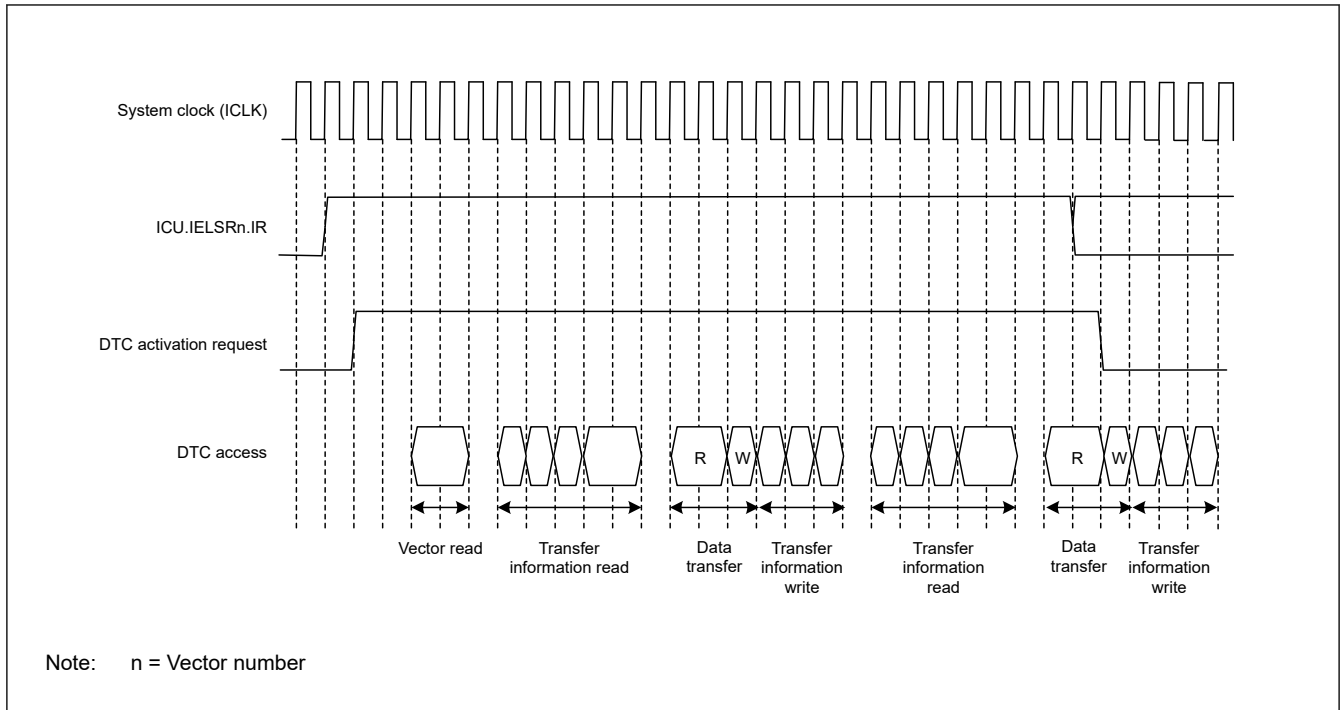 System clock (ICLK)
ICU.IELSRn.IR
DTC activation request
DTC access
R
W
R
W
Vector read
Transfer
information read
Data
transfer
Transfer
information
write
Transfer
information
read
Data
transfer
Transfer
information
write
Note: n = Vector number